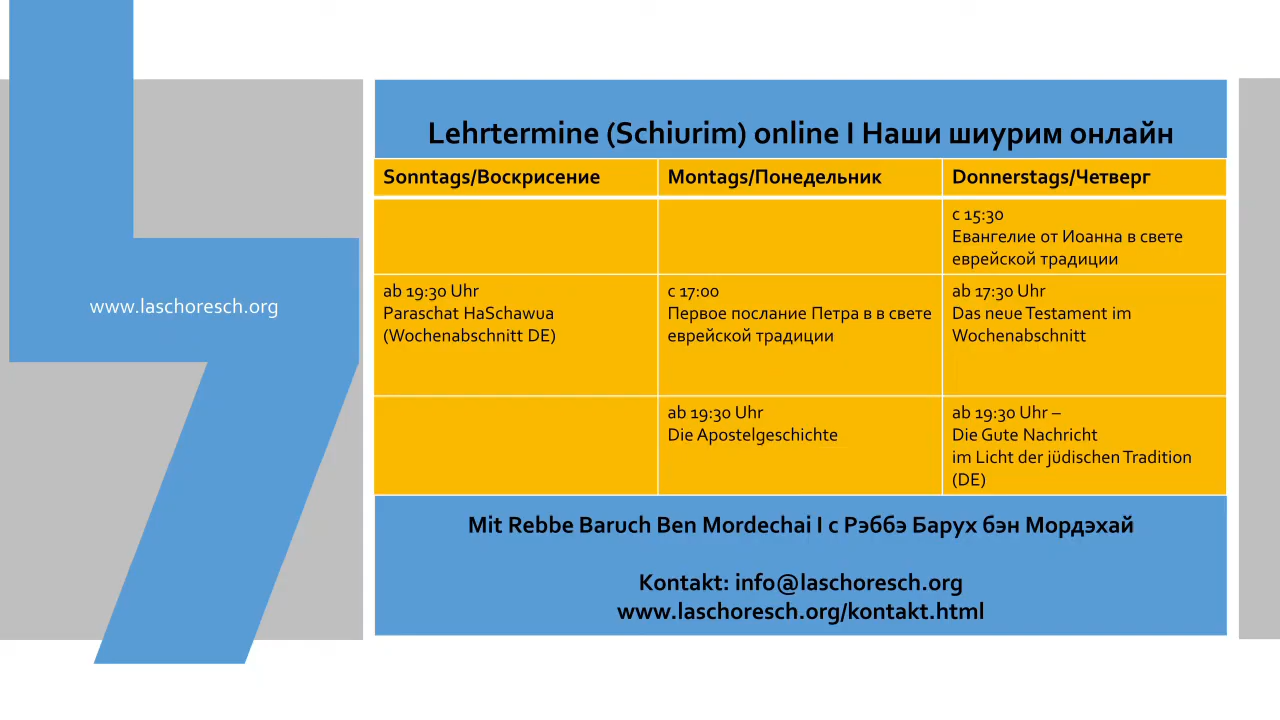 www.laschoresch.org
Lehrtermine (Schiurim) online I Наши шиурим онлайн
Sonntags/Воскрисение
Montags/Понедельник
Donnerstags/Четверг
с 15:30
Евангелие от Иоанна в свете
еврейской традиции
ab 19:30 Uhr
Paraschat HaSchawua
(Wochenabschnitt DE)
с 17:00
Первое послание Петра в в свете
еврейской традиции
ab 17:30 Uhr
Das neue Testament im
Wochenabschnitt
ab 19:30 Uhr
Die Apostelgeschichte
ab 19:30 Uhr –
Die Gute Nachricht
im Licht der jüdischen Tradition
(DE)
Mit Rebbe Baruch Ben Mordechai I с Рэббэ Барух бэн Мордэхай
Kontakt: info@laschoresch.org
www.laschoresch.org/kontakt.html